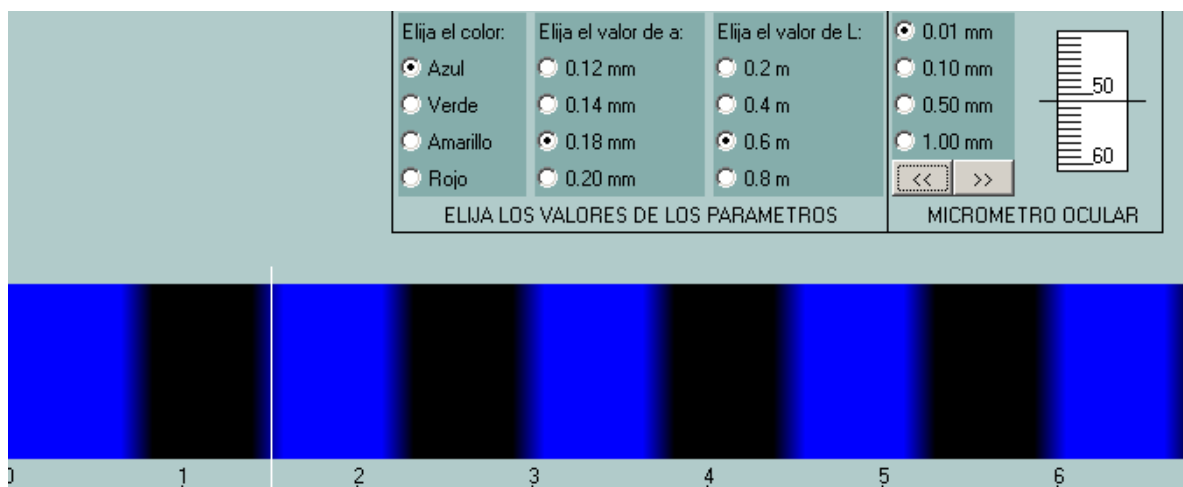 Elija el color: Elija el valor de a: Elija el valor de L: 0.01 mm
Azul 0.12 mm 0.2 m 0.10 mm 50
Verde 0.14 mm 0.4 m 0.50 mm
Amarillo 0.18 mm 0.6 m 1.00 mm 60
Rojo 0.20 mm 0.8 m << >>
ELIJA LOS VALORES DE LOS PARAMETROS MICROMETRO OCULAR
0 1 2 3 4 5 6